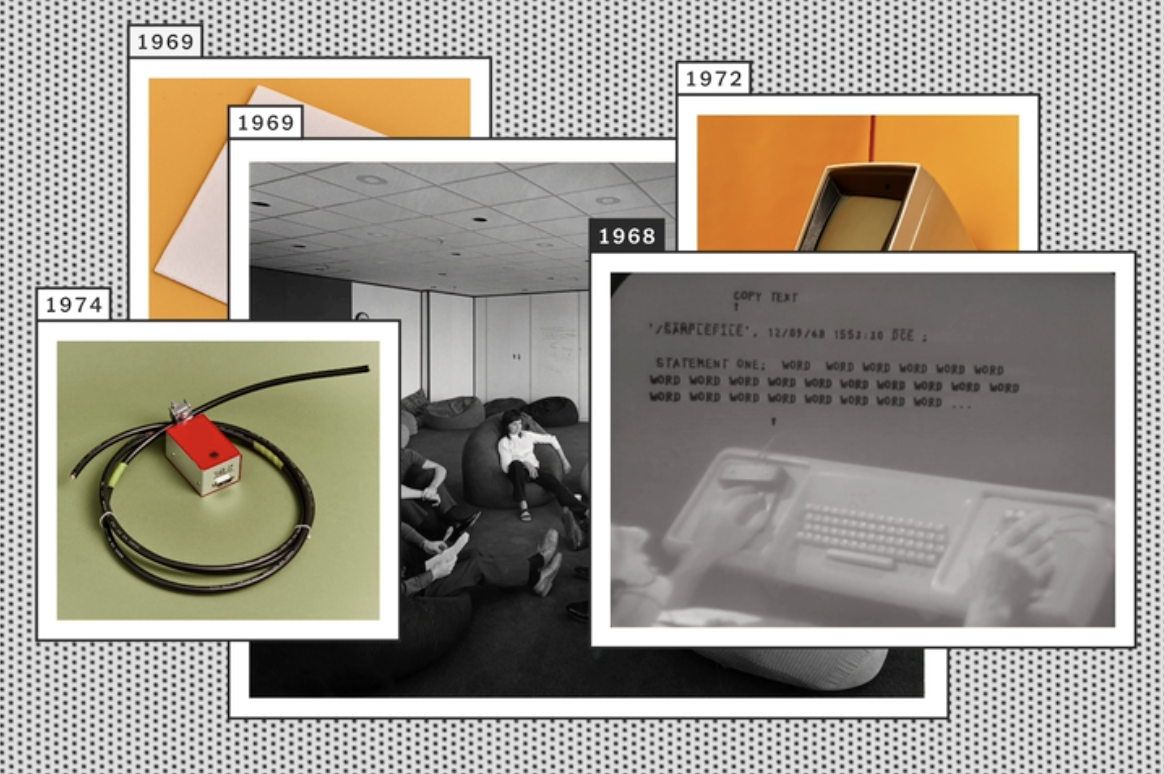 1969
1969
1972
1968
1974
COPY TEXT
'/SAMPLEFILE', 12/09/68 1553:30 DCE ;
STATEMENT ONE; WORD WORD WORD WORD WORD WORD
WORD WORD WORD WORD WORD WORD WORD WORD WORD WORD
WORD WORD WORD WORD WORD WORD WORD WORD ...